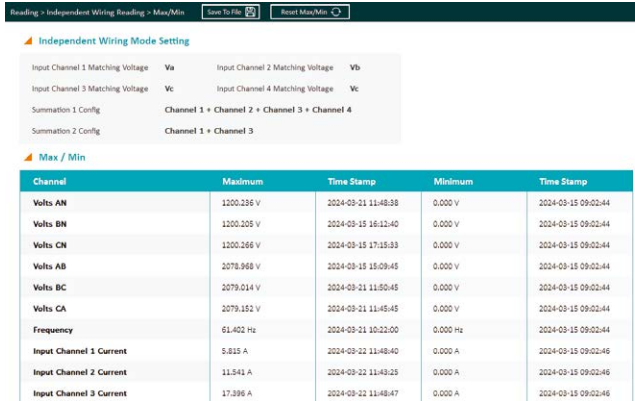 Reading > Independent Wiring Reading > Max/Min Save To File Reset Max/Min
Independent Wiring Mode Setting
Input Channel 1 Matching Voltage Va Input Channel 2 Matching Voltage Vb
Input Channel 3 Matching Voltage Vc Input Channel 4 Matching Voltage Vc
Summation 1 Config Channel 1 + Channel 2 + Channel 3 + Channel 4
Summation 2 Config Channel 1 + Channel 3
Max / Min
Channel Maximum Time Stamp Minimum Time Stamp
Volts AN 1200.236 V 2024-03-21 11:48:38 0.000 V 2024-03-15 09:02:44
Volts BN 1200.205 V 2024-03-15 16:12:40 0.000 V 2024-03-15 09:02:44
Volts CN 1200.266 V 2024-03-15 17:15:33 0.000 V 2024-03-15 09:02:44
Volts AB 2078.968 V 2024-03-15 15:09:45 0.000 V 2024-03-15 09:02:44
Volts BC 2079.014 V 2024-03-21 11:50:45 0.000 V 2024-03-15 09:02:44
Volts CA 2079.152 V 2024-03-21 11:45:45 0.000 V 2024-03-15 09:02:44
Frequency 61.402 Hz 2024-03-21 10:22:00 0.000 Hz 2024-03-15 09:02:44
Input Channel 1 Current 5.815 A 2024-03-22 11:48:40 0.000 A 2024-03-15 09:02:46
Input Channel 2 Current 11.541 A 2024-03-22 11:43:25 0.000 A 2024-03-15 09:02:46
Input Channel 3 Current 17.396 A 2024-03-22 11:48:47 0.000 A 2024-03-15 09:02:46